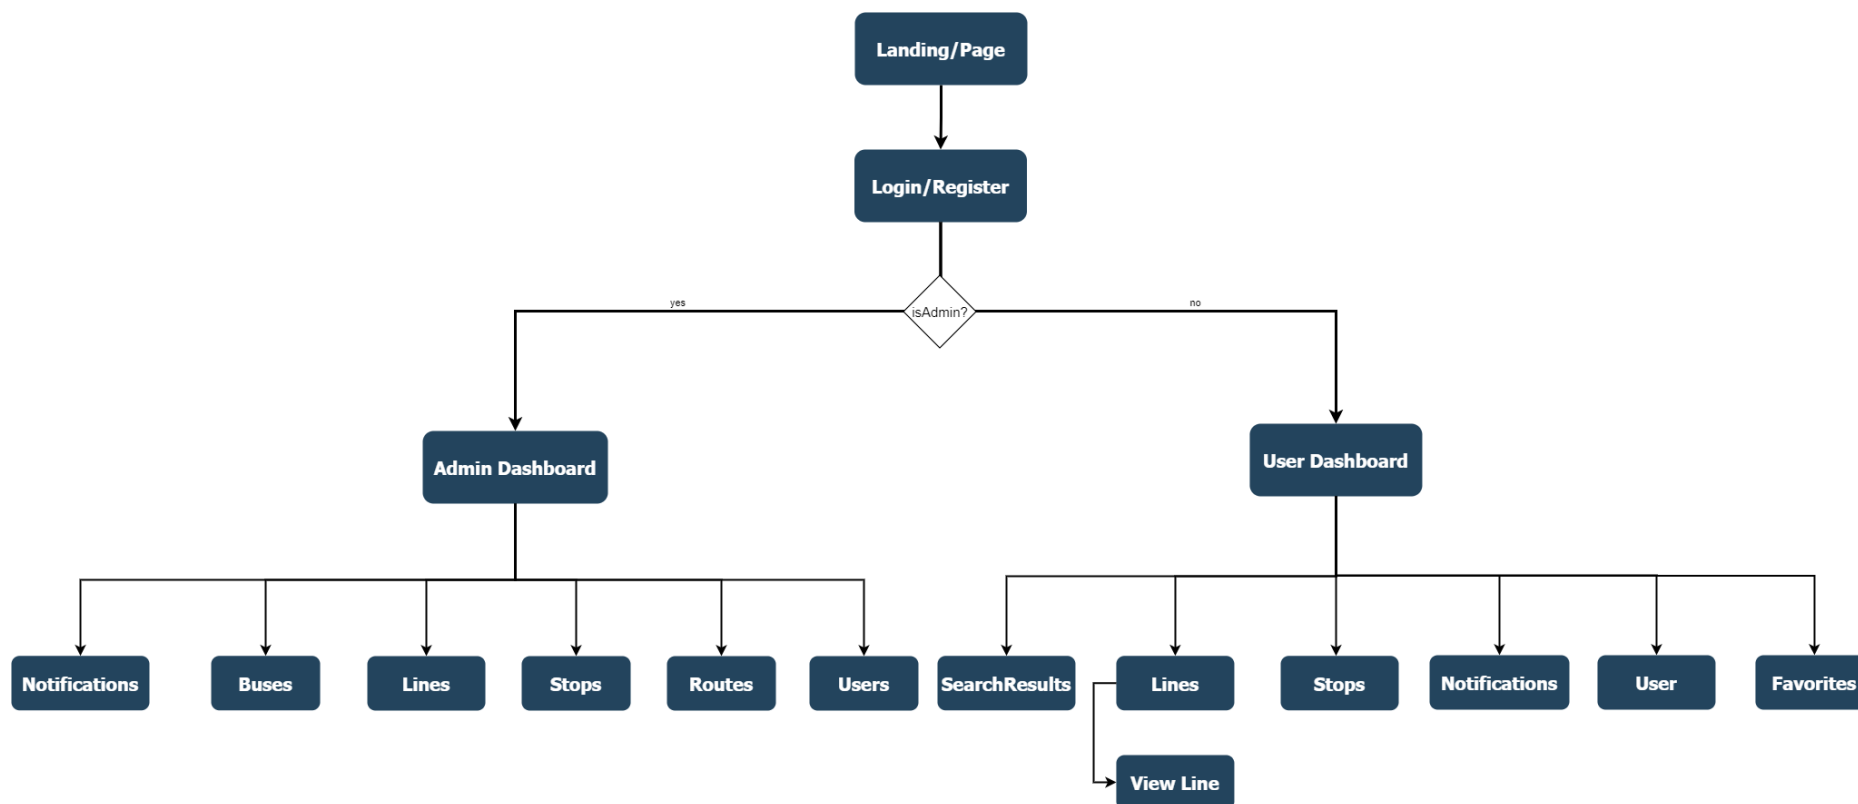 Landing/Page
Login/Register
isAdmin?
yes
no
Admin Dashboard
User Dashboard
Notifications
Buses
Lines
Stops
Routes
Users
SearchResults
Lines
Stops
Notifications
User
Favorites
View Line